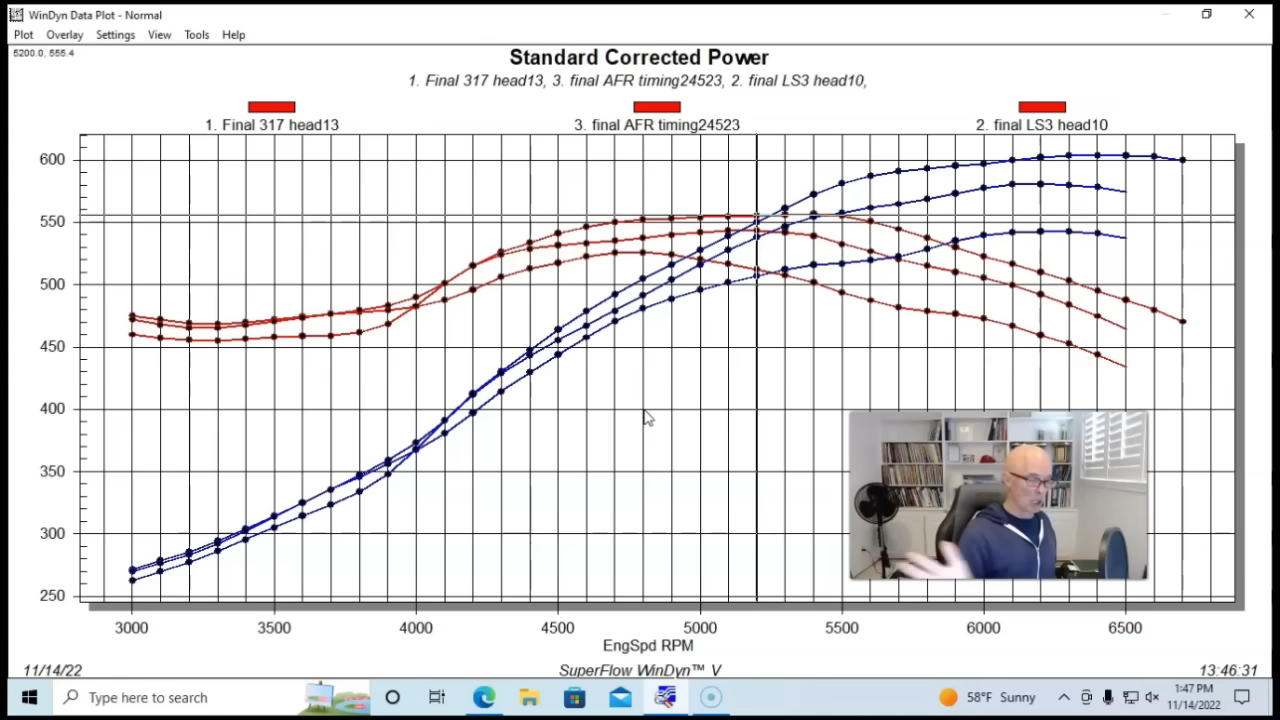 WinDyn Data Plot - Normal
Plot Overlay Settings View Tools Help
5200.0, 555.4
Standard Corrected Power
1. Final 317 head13, 3. final AFR timing24523, 2. final LS3 head10,
1. Final 317 head13 3. final AFR timing24523 2. final LS3 head10
600
550
500
450
400
350
300
250
3000 3500 4000 4500 5000 5500 6000 6500
EngSpd RPM
11/14/22 SuperFlow WinDyn™ V 13:46:31
Type here to search 58°F Sunny 1:47 PM
11/14/2022